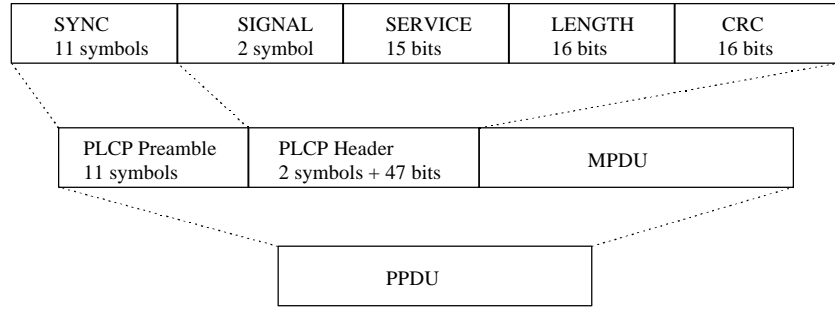 SYNC
11 symbols
SIGNAL
2 symbol
SERVICE
15 bits
LENGTH
16 bits
CRC
16 bits
PLCP Preamble
11 symbols
PLCP Header
2 symbols + 47 bits
MPDU
PPDU